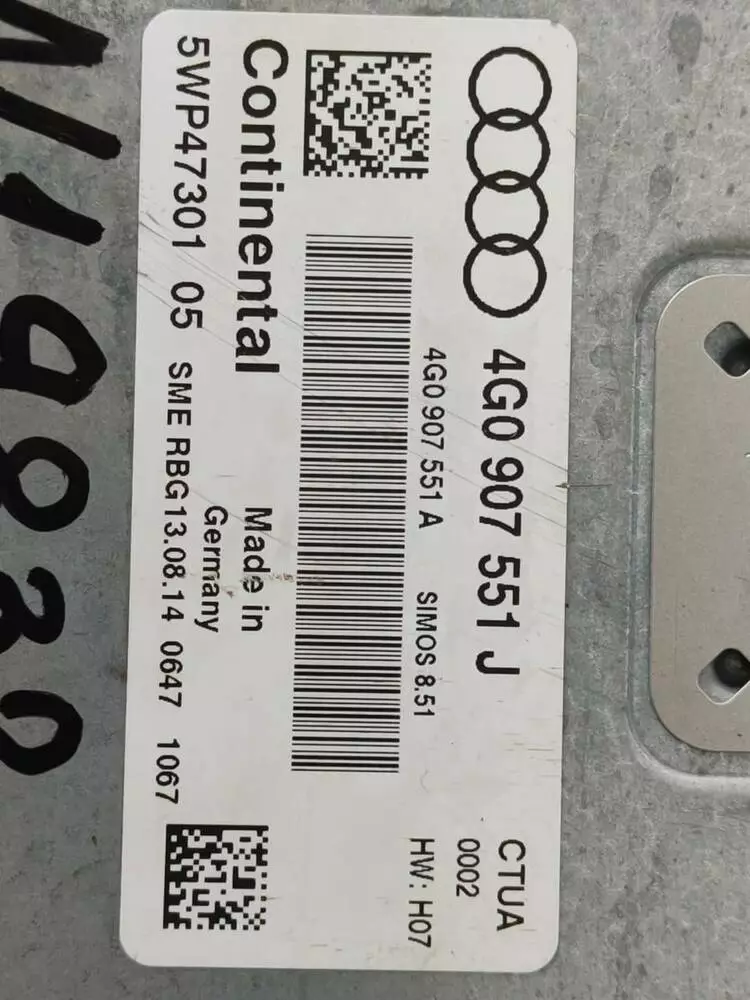 4G0 907 551 J
CTUA
0002
4G0 907 551 A SIMOS 8.51
HW: H07
Continental
Made in
Germany
5WP47301 05 SME RBG13.08.14 0647 1067